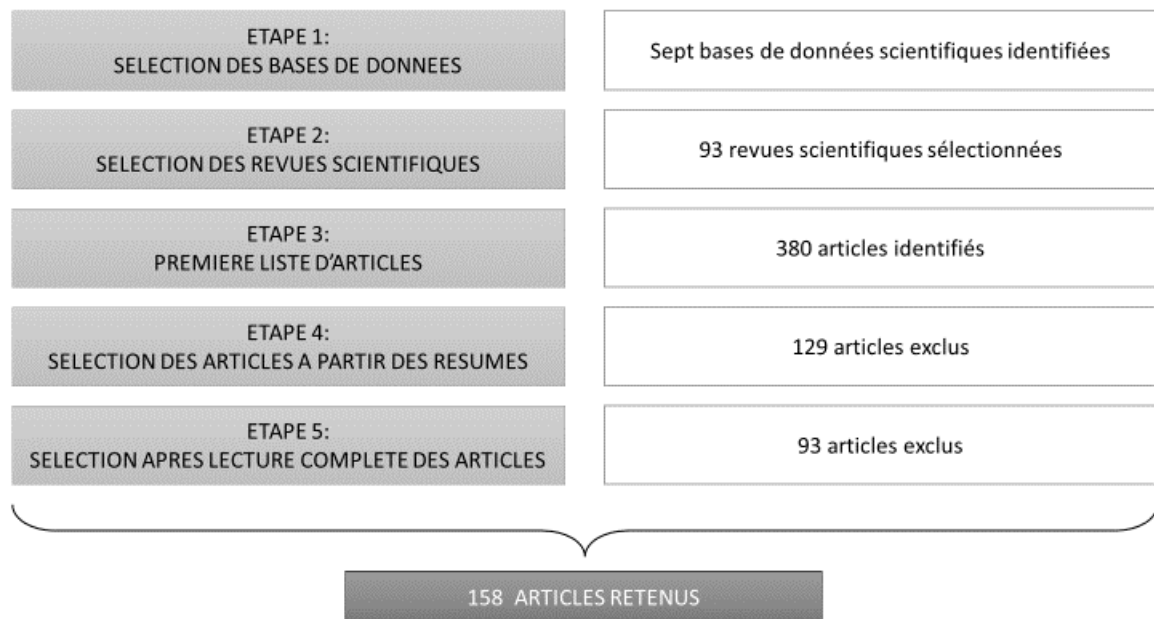 ETAPE 1:
SELECTION DES BASES DE DONNEES
Sept bases de données scientifiques identifiées
ETAPE 2:
SELECTION DES REVUES SCIENTIFIQUES
93 revues scientifiques sélectionnées
ETAPE 3:
PREMIERE LISTE D'ARTICLES
380 articles identifiés
ETAPE 4:
SELECTION DES ARTICLES A PARTIR DES RESUMES
129 articles exclus
ETAPE 5:
SELECTION APRES LECTURE COMPLETE DES ARTICLES
93 articles exclus
158 ARTICLES RETENUS